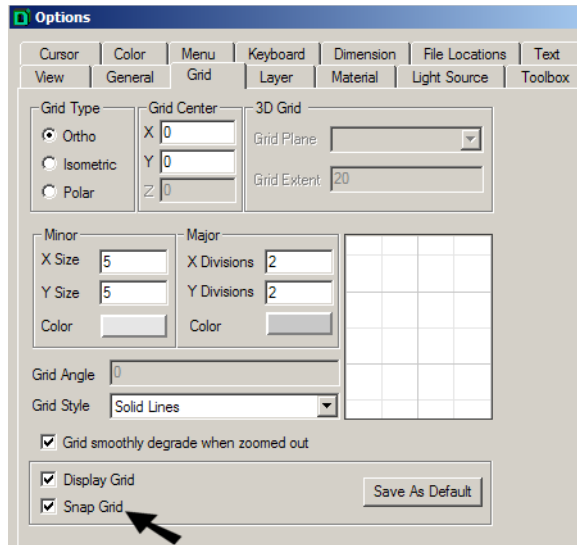 Options
Cursor Color Menu Keyboard Dimension File Locations Text
View General Grid Layer Material Light Source Toolbox
Grid Type Grid Center 3D Grid
Ortho X 0 Grid Plane
Isometric Y 0
Polar Z 0 Grid Extent 20
Minor Major
X Size 5 X Divisions 2
Y Size 5 Y Divisions 2
Color Color
Grid Angle 0
Grid Style Solid Lines
Grid smoothly degrade when zoomed out
Display Grid
Snap Grid Save As Default